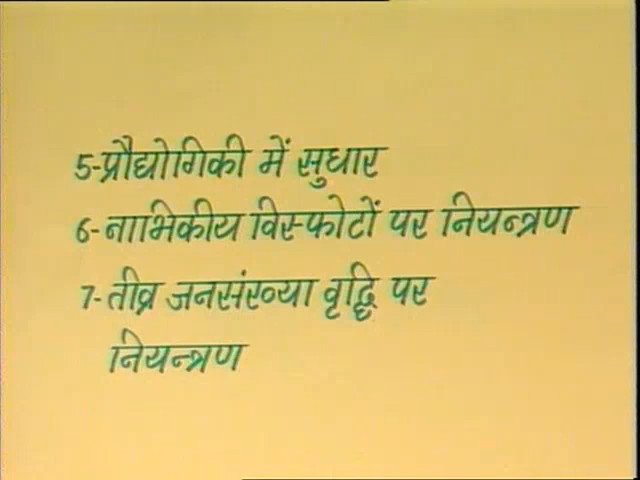 5-प्रौद्योगिकी में सुधार
6-नाभिकीय विस्फोटों पर नियन्त्रण
7-तीव्र जनसंख्या वृद्धि पर
नियन्त्रण